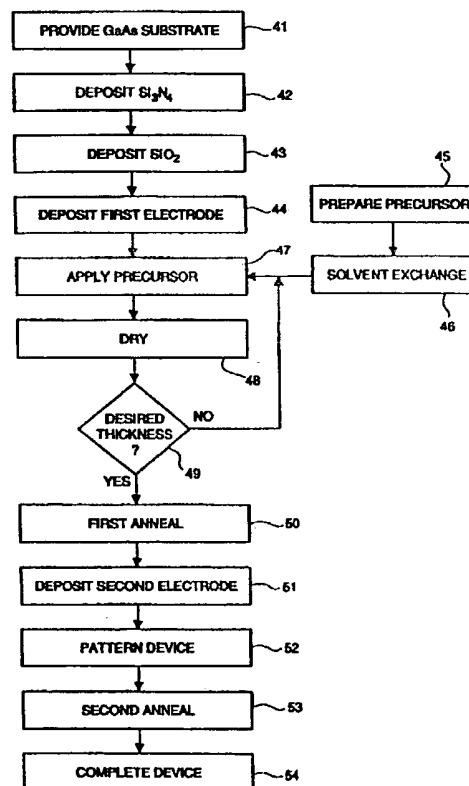 PROVIDE GaAs SUBSTRATE
41
DEPOSIT SI₃N₄
42
DEPOSIT SIO₂
43
DEPOSIT FIRST ELECTRODE
44
45
PREPARE PRECURSOR
47
APPLY PRECURSOR
SOLVENT EXCHANGE
46
DRY
48
DESIRED
THICKNESS
?
NO
49
YES
FIRST ANNEAL
50
DEPOSIT SECOND ELECTRODE
51
PATTERN DEVICE
52
SECOND ANNEAL
53
COMPLETE DEVICE
54